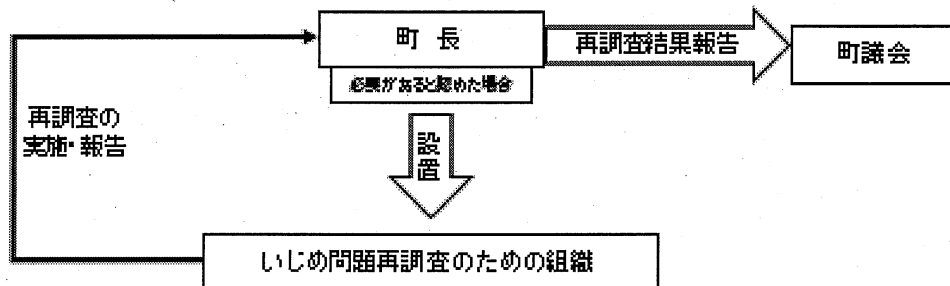 町 長
再調査結果報告
町議会
必要があると認めた場合
再調査の
実施・報告
設
置
いじめ問題再調査のための組織